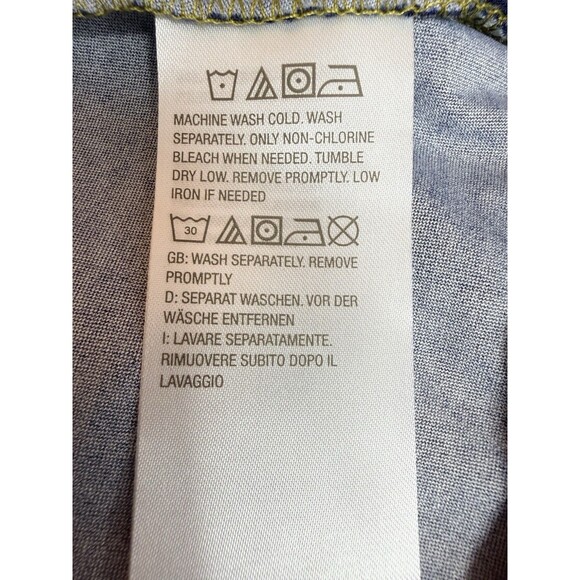 MACHINE WASH COLD. WASH
SEPARATELY. ONLY NON-CHLORINE
BLEACH WHEN NEEDED. TUMBLE
DRY LOW. REMOVE PROMPTLY. LOW
IRON IF NEEDED
30
GB: WASH SEPARATELY. REMOVE
PROMPTLY
D: SEPARAT WASCHEN. VOR DER
WÄSCHE ENTFERNEN
I: LAVARE SEPARATAMENTE.
RIMUOVERE SUBITO DOPO IL
LAVAGGIO